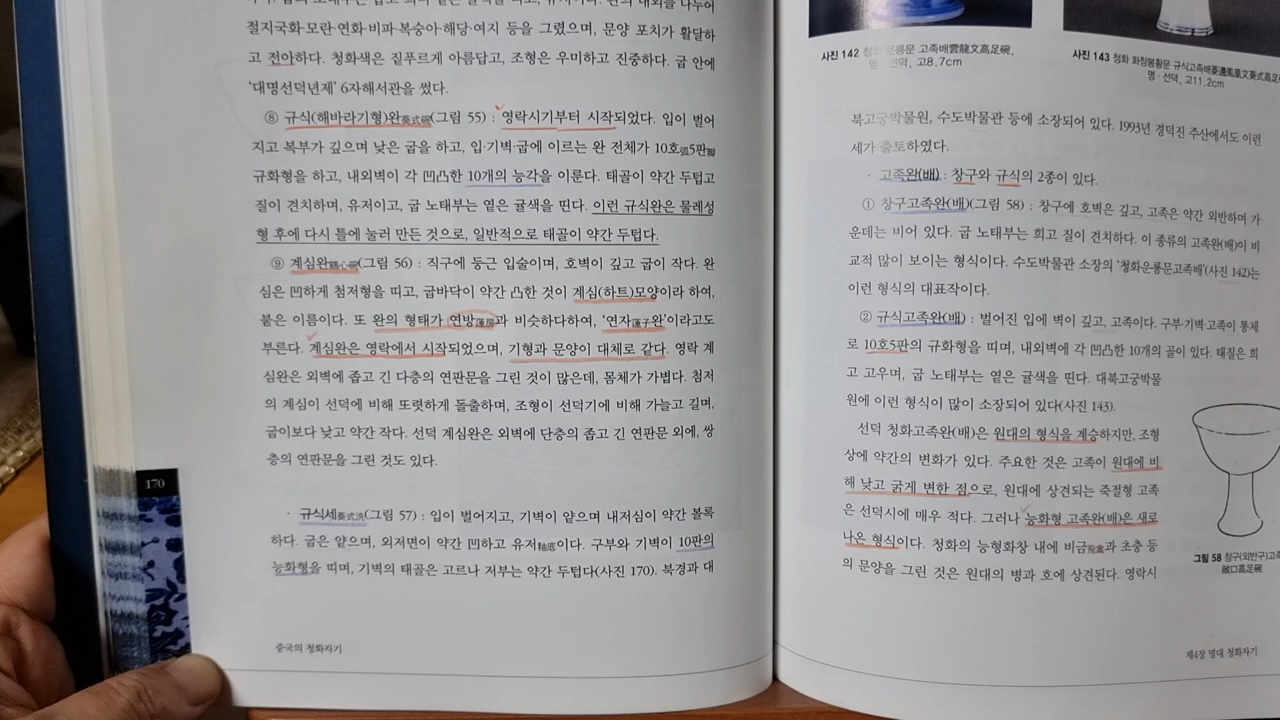 절지국화·모란·연화·비파·복숭아·해당·여지 등을 그렸으며, 문양 포치가 활달하
고 전아하다. 청화색은 짙푸르게 아름답고, 조형은 우미하고 진중하다. 굽 안에
‘대명선덕년제’ 6자해서관을 썼다.
⑧ 규식(해바라기형)완葵式碗(그림 55) : 영락시기부터 시작되었다. 입이 벌어
지고 복부가 깊으며 낮은 굽을 하고, 입·기벽·굽에 이르는 완 전체가 10호弧5판瓣
규화형을 하고, 내외벽이 각 凹凸한 10개의 능각을 이룬다. 태골이 약간 두텁고
질이 견치하며, 유저이고, 굽 노태부는 옅은 귤색을 띤다. 이런 규식완은 물레성
형 후에 다시 틀에 눌러 만든 것으로, 일반적으로 태골이 약간 두텁다.
⑨ 계심완鷄心碗(그림 56) : 직구에 둥근 입술이며, 호벽이 깊고 굽이 작다. 완
심은 凹하게 첨저형을 띠고, 굽바닥이 약간 凸한 것이 계심(하트)모양이라 하여,
붙은 이름이다. 또 완의 형태가 연방蓮房과 비슷하다하여, ‘연자蓮子완’이라고도
부른다. 계심완은 영락에서 시작되었으며, 기형과 문양이 대체로 같다. 영락 계
심완은 외벽에 좁고 긴 다층의 연판문을 그린 것이 많은데, 몸체가 가볍다. 첨저
의 계심이 선덕에 비해 또렷하게 돌출하며, 조형이 선덕기에 비해 가늘고 길며,
굽이보다 낮고 약간 작다. 선덕 계심완은 외벽에 단층의 좁고 긴 연판문 외에, 쌍
층의 연판문을 그린 것도 있다.
170
· 규식세葵式洗(그림 57) : 입이 벌어지고, 기벽이 얕으며 내저심이 약간 볼록
하다. 굽은 얕으며, 외저면이 약간 凹하고 유저釉底이다. 구부와 기벽이 10판의
능화형을 띠며, 기벽의 태골은 고르나 저부는 약간 두텁다(사진 170). 북경과 대
중국의 청화자기
사진 142 청화 운룡문 고족배雲龍文高足碗,
명·선덕, 고8.7cm
사진 143 청화 화창봉황문 규식고족배
명·선덕, 고11.2cm
북고궁박물원, 수도박물관 등에 소장되어 있다. 1993년 경덕진 주산에서도 이런
세가 출토하였다.
· 고족완(배) : 창구와 규식의 2종이 있다.
① 창구고족완(배)(그림 58) : 창구에 호벽은 깊고, 고족은 약간 외반하며 가
운데는 비어 있다. 굽 노태부는 희고 질이 견치하다. 이 종류의 고족완(배)이 비
교적 많이 보이는 형식이다. 수도박물관 소장의 ‘청화운룡문고족배’(사진 142)는
이런 형식의 대표작이다.
② 규식고족완(배) : 벌어진 입에 벽이 깊고, 고족이다. 구부·기벽·고족이 통체
로 10호5판의 규화형을 띠며, 내외벽에 각 凹凸한 10개의 골이 있다. 태질은 희
고 고우며, 굽 노태부는 옅은 귤색을 띤다. 대북고궁박물
원에 이런 형식이 많이 소장되어 있다(사진 143).
선덕 청화고족완(배)은 원대의 형식을 계승하지만, 조형
상에 약간의 변화가 있다. 주요한 것은 고족이 원대에 비
해 낮고 굵게 변한 점으로, 원대에 상견되는 죽절형 고족
은 선덕시에 매우 적다. 그러나 능화형 고족완(배)은 새로
나온 형식이다. 청화의 능형화창 내에 비금飛禽과 초충 등
의 문양을 그린 것은 원대의 병과 호에 상견된다. 영락시
그림 58 창구(외반구)고족
敞口高足碗
제4장 명대 청화자기